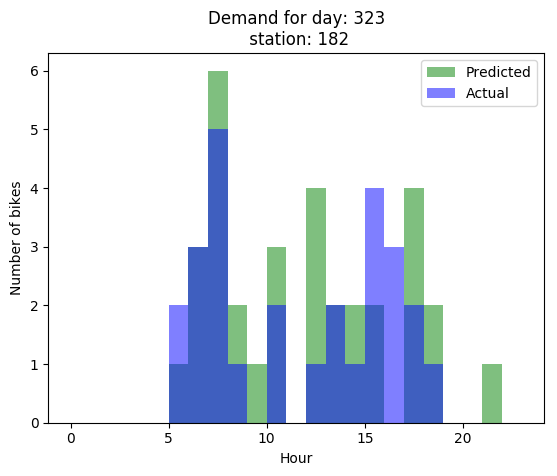 Demand for day: 323
station: 182
Predicted
Actual
6
5
4
3
2
1
0
Number of bikes
0
5
10
15
20
Hour